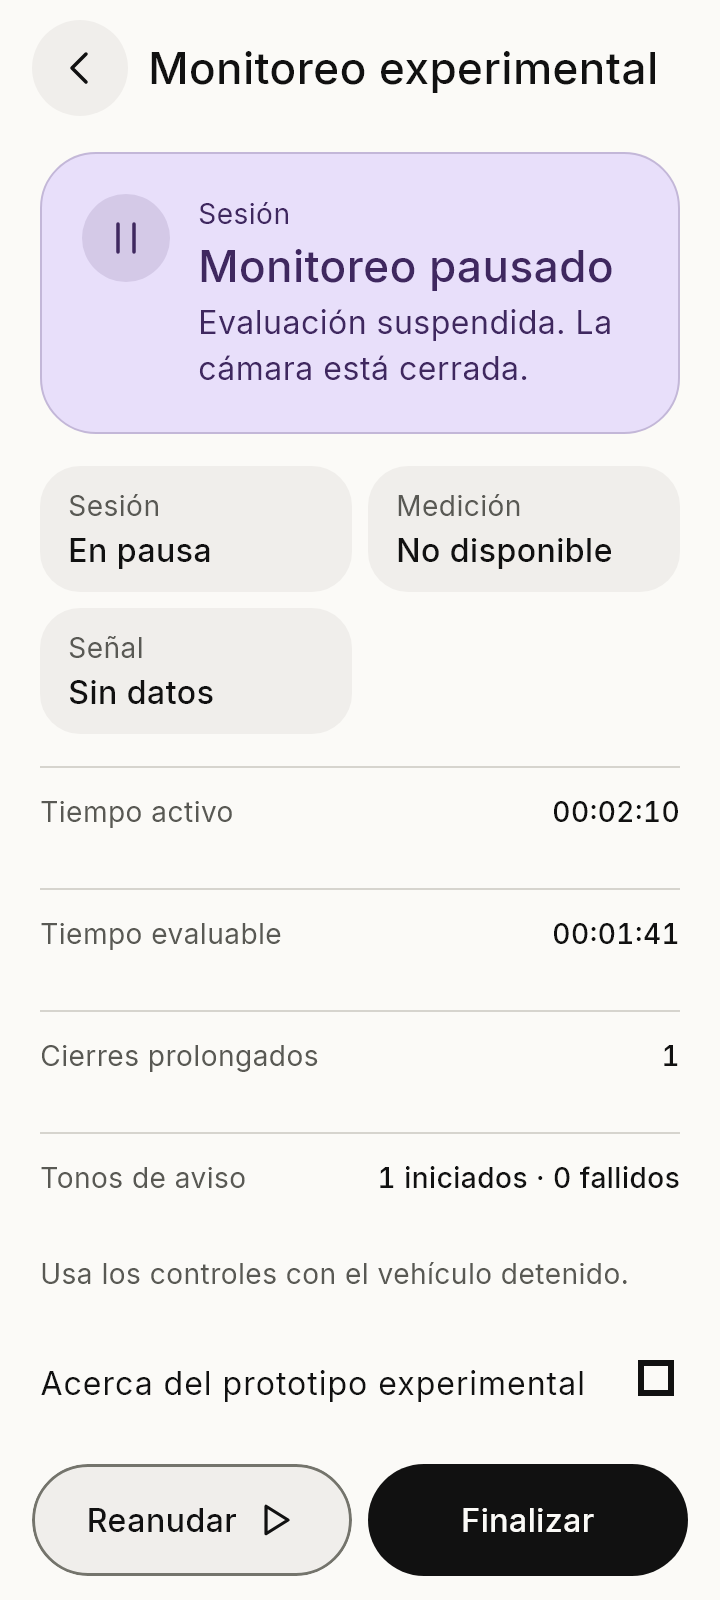 Monitoreo experimental
Sesión
Monitoreo pausado
Evaluación suspendida. La
cámara está cerrada.
Sesión
En pausa
Medición
No disponible
Señal
Sin datos
Tiempo activo 00:02:10
Tiempo evaluable 00:01:41
Cierres prolongados 1
Tonos de aviso 1 iniciados · 0 fallidos
Usa los controles con el vehículo detenido.
Acerca del prototipo experimental
Reanudar
Finalizar